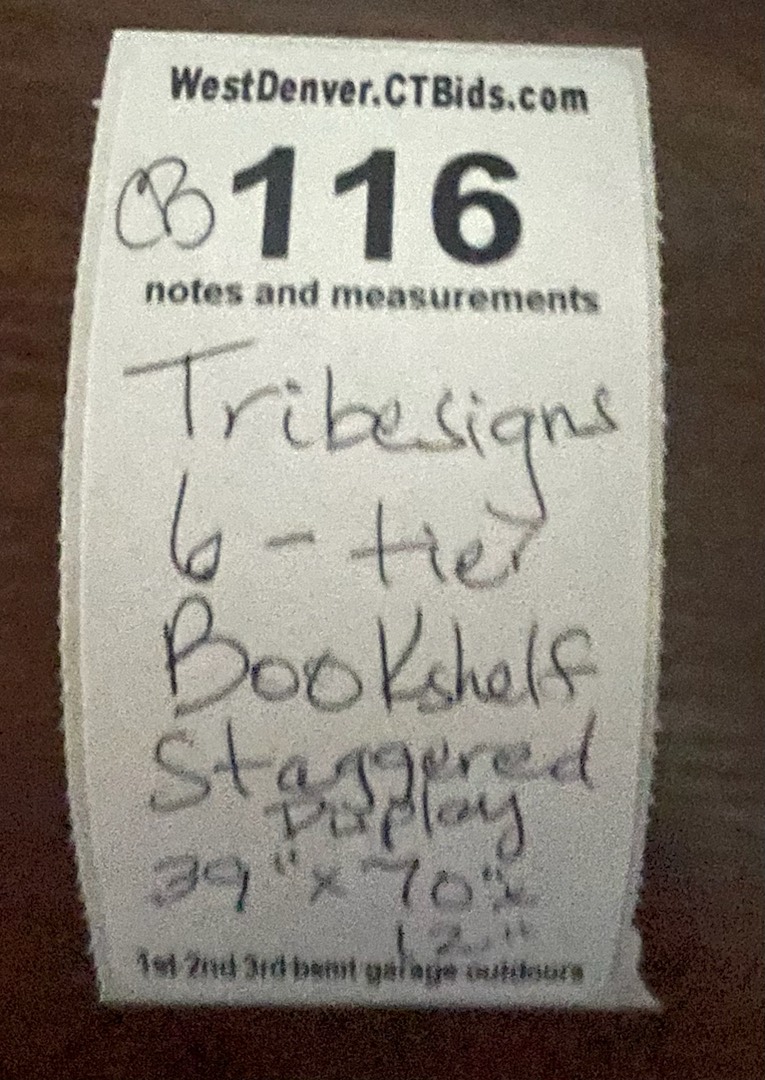 WestDenver.CTBids.com
CB 116
notes and measurements
Tribesigns
6-tier
Bookshelf
Staggered
Display
39"x70"x
12"
1st 2nd 3rd bsmt garage outdoors